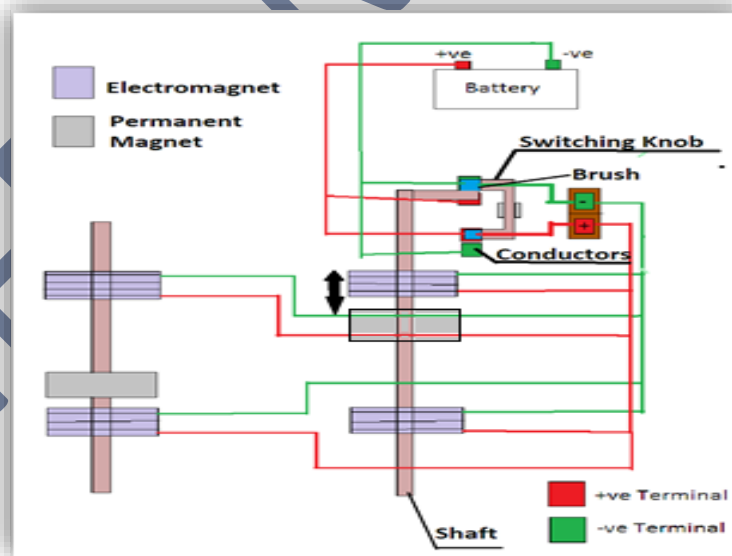 +ve -ve
Battery
Electromagnet
Permanent
Magnet
Switching Knob
Brush
-
+
Conductors
+ve Terminal
-ve Terminal
Shaft